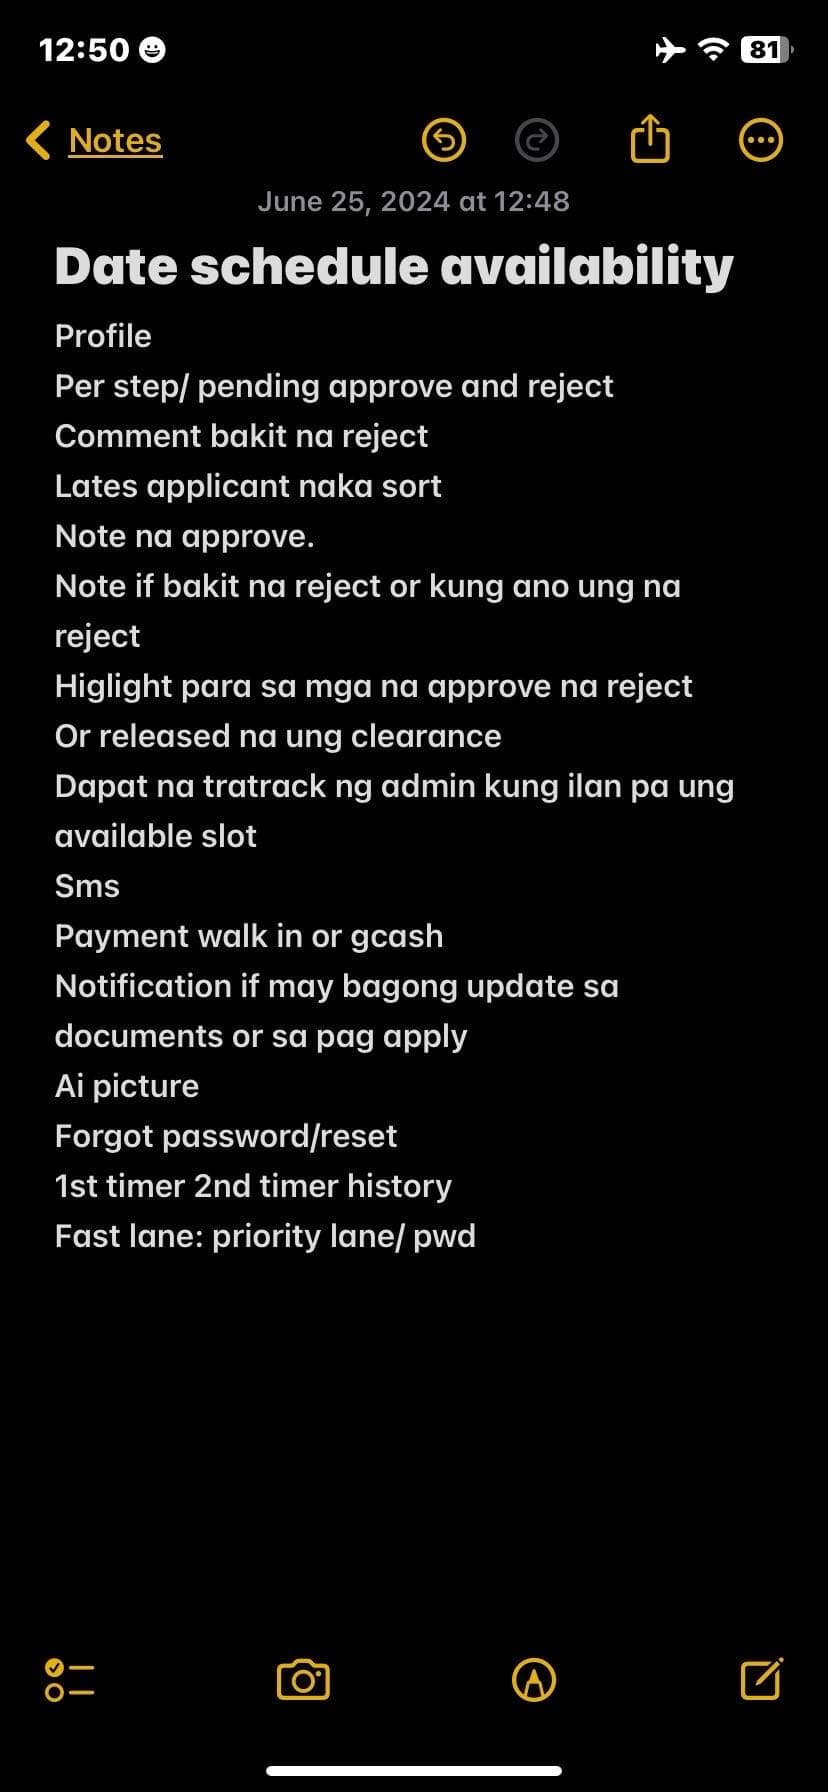 12:50
81
Notes
June 25, 2024 at 12:48
Date schedule availability
Profile
Per step/ pending approve and reject
Comment bakit na reject
Lates applicant naka sort
Note na approve.
Note if bakit na reject or kung ano ung na
reject
Higlight para sa mga na approve na reject
Or released na ung clearance
Dapat na tratrack ng admin kung ilan pa ung
available slot
Sms
Payment walk in or gcash
Notification if may bagong update sa
documents or sa pag apply
Ai picture
Forgot password/reset
1st timer 2nd timer history
Fast lane: priority lane/ pwd